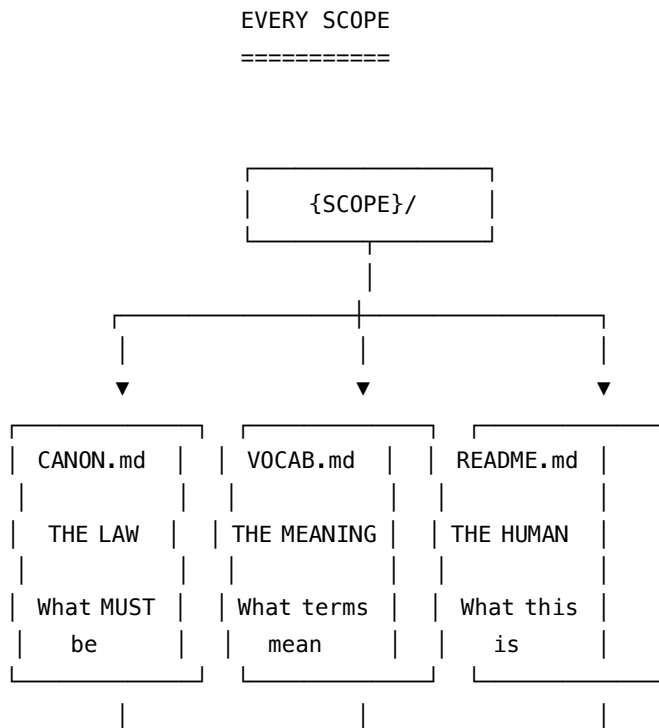 EVERY SCOPE
===========
{SCOPE}/
CANON.md VOCAB.md README.md
THE LAW THE MEANING THE HUMAN
What MUST What terms What this
be mean is